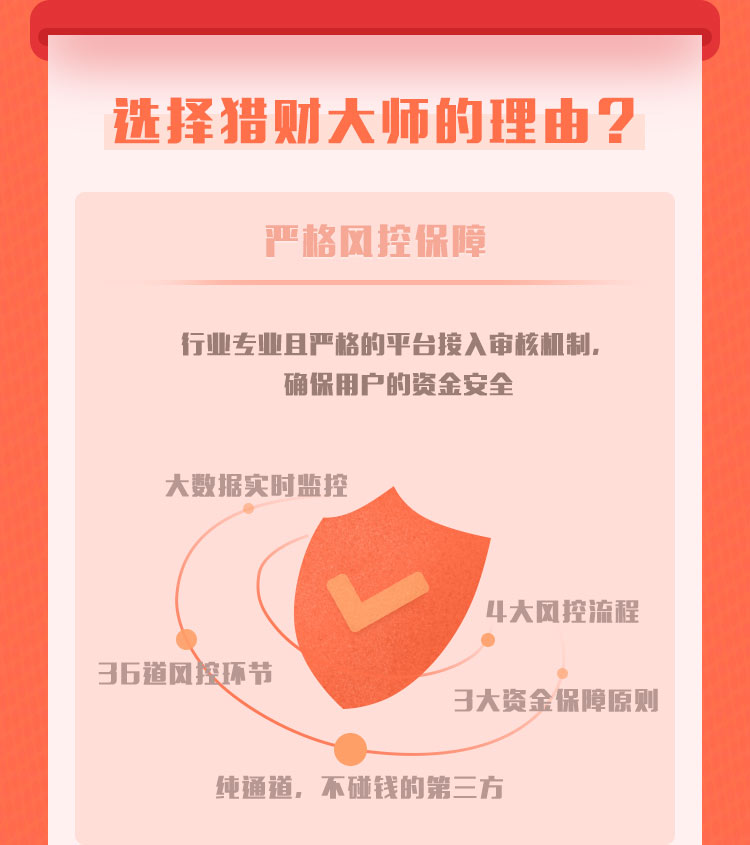 选择猎财大师的理由?
严格风控保障
行业专业且严格的平台接入审核机制,
确保用户的资金安全
大数据实时监控
4大风控流程
36道风控环节
3大资金保障原则
纯通道, 不碰钱的第三方